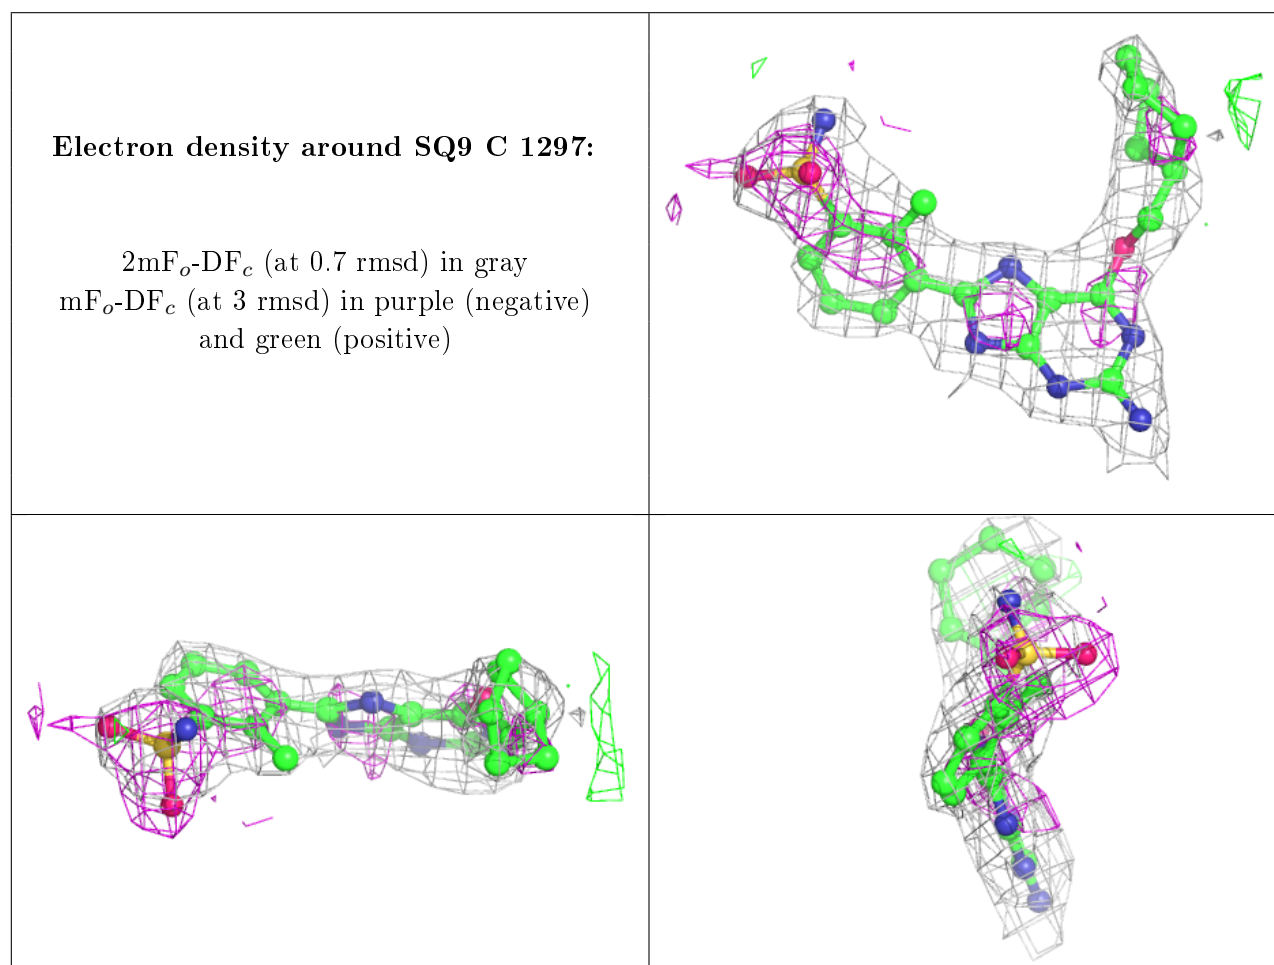 Electron density around SQ9 C 1297:
2mFo-DFc (at 0.7 rmsd) in gray
mFo-DFc (at 3 rmsd) in purple (negative)
and green (positive)